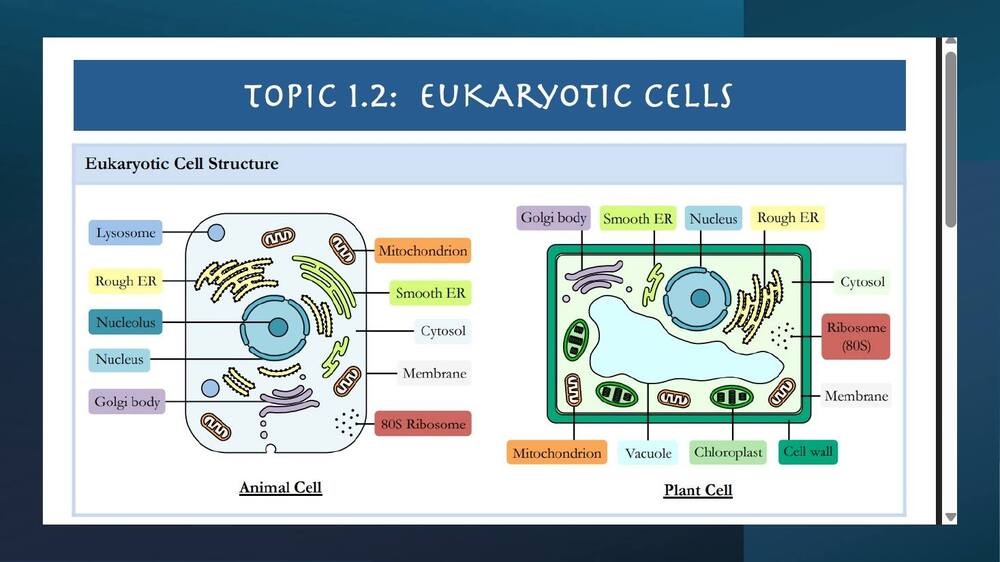 TOPIC 1.2: EUKARYOTIC CELLS
Eukaryotic Cell Structure
Lysosome
Rough ER
Nucleolus
Nucleus
Golgi body
Mitochondrion
Smooth ER
Cytosol
Membrane
80S Ribosome
Animal Cell
Golgi body
Smooth ER
Nucleus
Rough ER
Cytosol
Ribosome
(80S)
Membrane
Mitochondrion
Vacuole
Chloroplast
Cell wall
Plant Cell